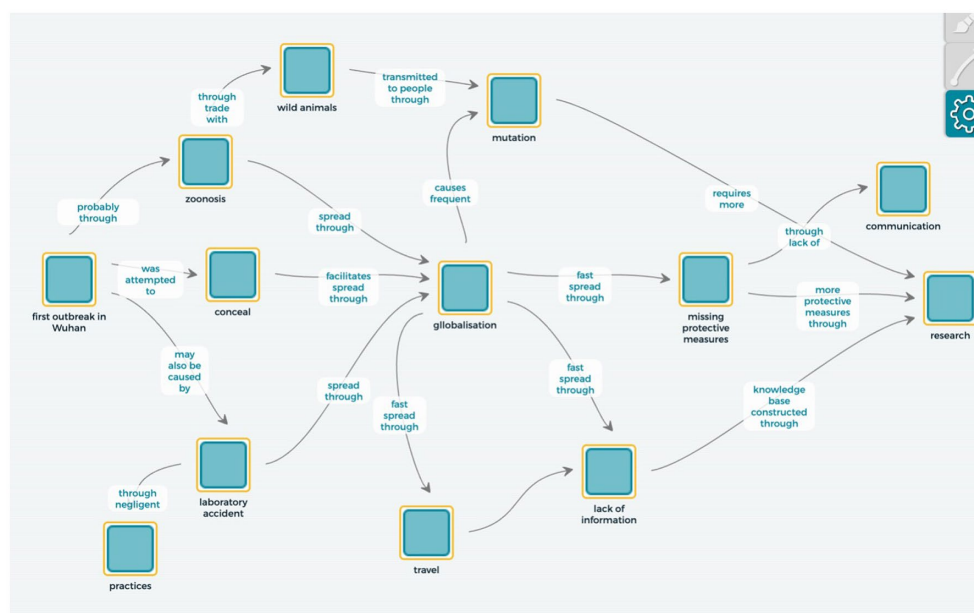 through
trade
with
wild animals
transmitted
to people
through
mutation
zoonosis
probably
through
spread
through
causes
frequent
requires
more
communication
through
lack of
first outbreak in
Wuhan
was
attempted
to
conceal
facilitates
spread
through
gllobalisation
fast
spread
through
missing
protective
measures
more
protective
measures
through
research
may
also be
caused
by
spread
through
fast
spread
through
fast
spread
through
knowledge
base
constructed
through
laboratory
accident
through
negligent
practices
travel
lack of
information